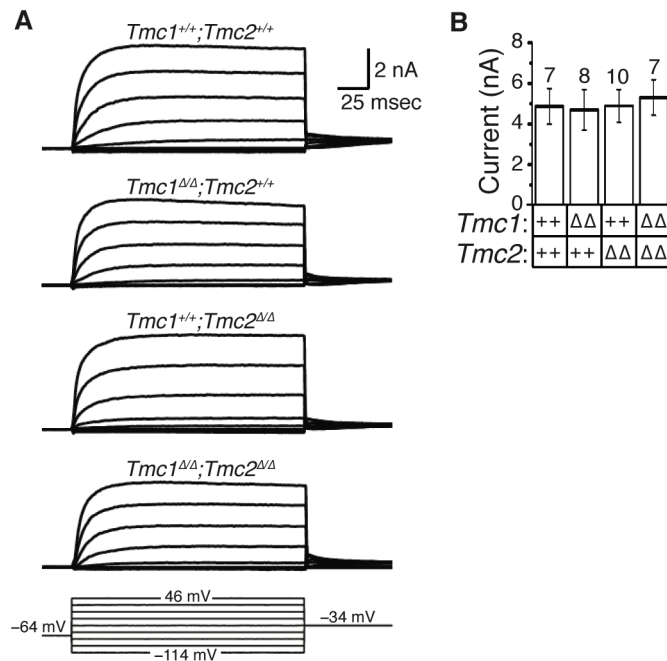 A
Tmc1+/+;Tmc2+/+
2 nA
25 msec
Tmc1Δ/Δ;Tmc2+/+
Tmc1+/+;Tmc2Δ/Δ
Tmc1Δ/Δ;Tmc2Δ/Δ
46 mV
−64 mV
−34 mV
−114 mV
B
8
6
4
2
0
Current (nA)
7 8 10 7
Tmc1: ++ ΔΔ ++ ΔΔ
Tmc2: ++ ++ ΔΔ ΔΔ